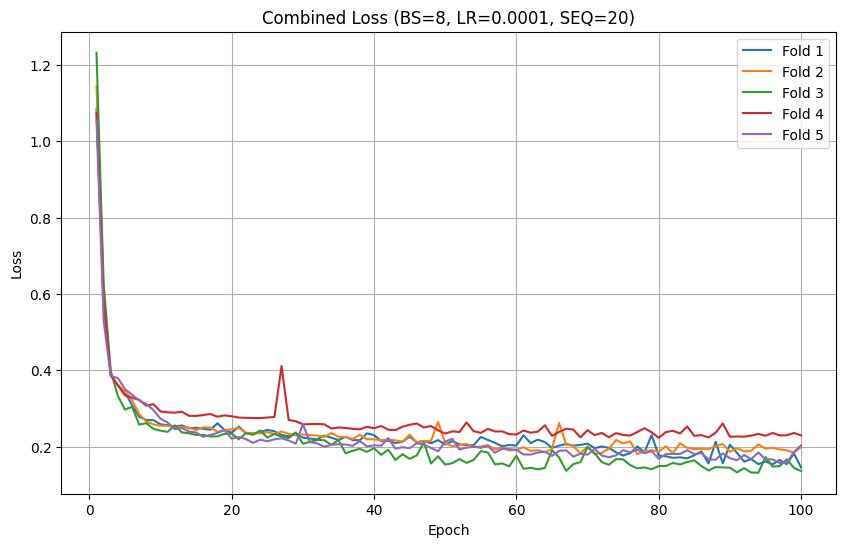 Combined Loss (BS=8, LR=0.0001, SEQ=20)
Fold 1
Fold 2
Fold 3
Fold 4
Fold 5
Loss
1.2
1.0
0.8
0.6
0.4
0.2
0 20 40 60 80 100
Epoch